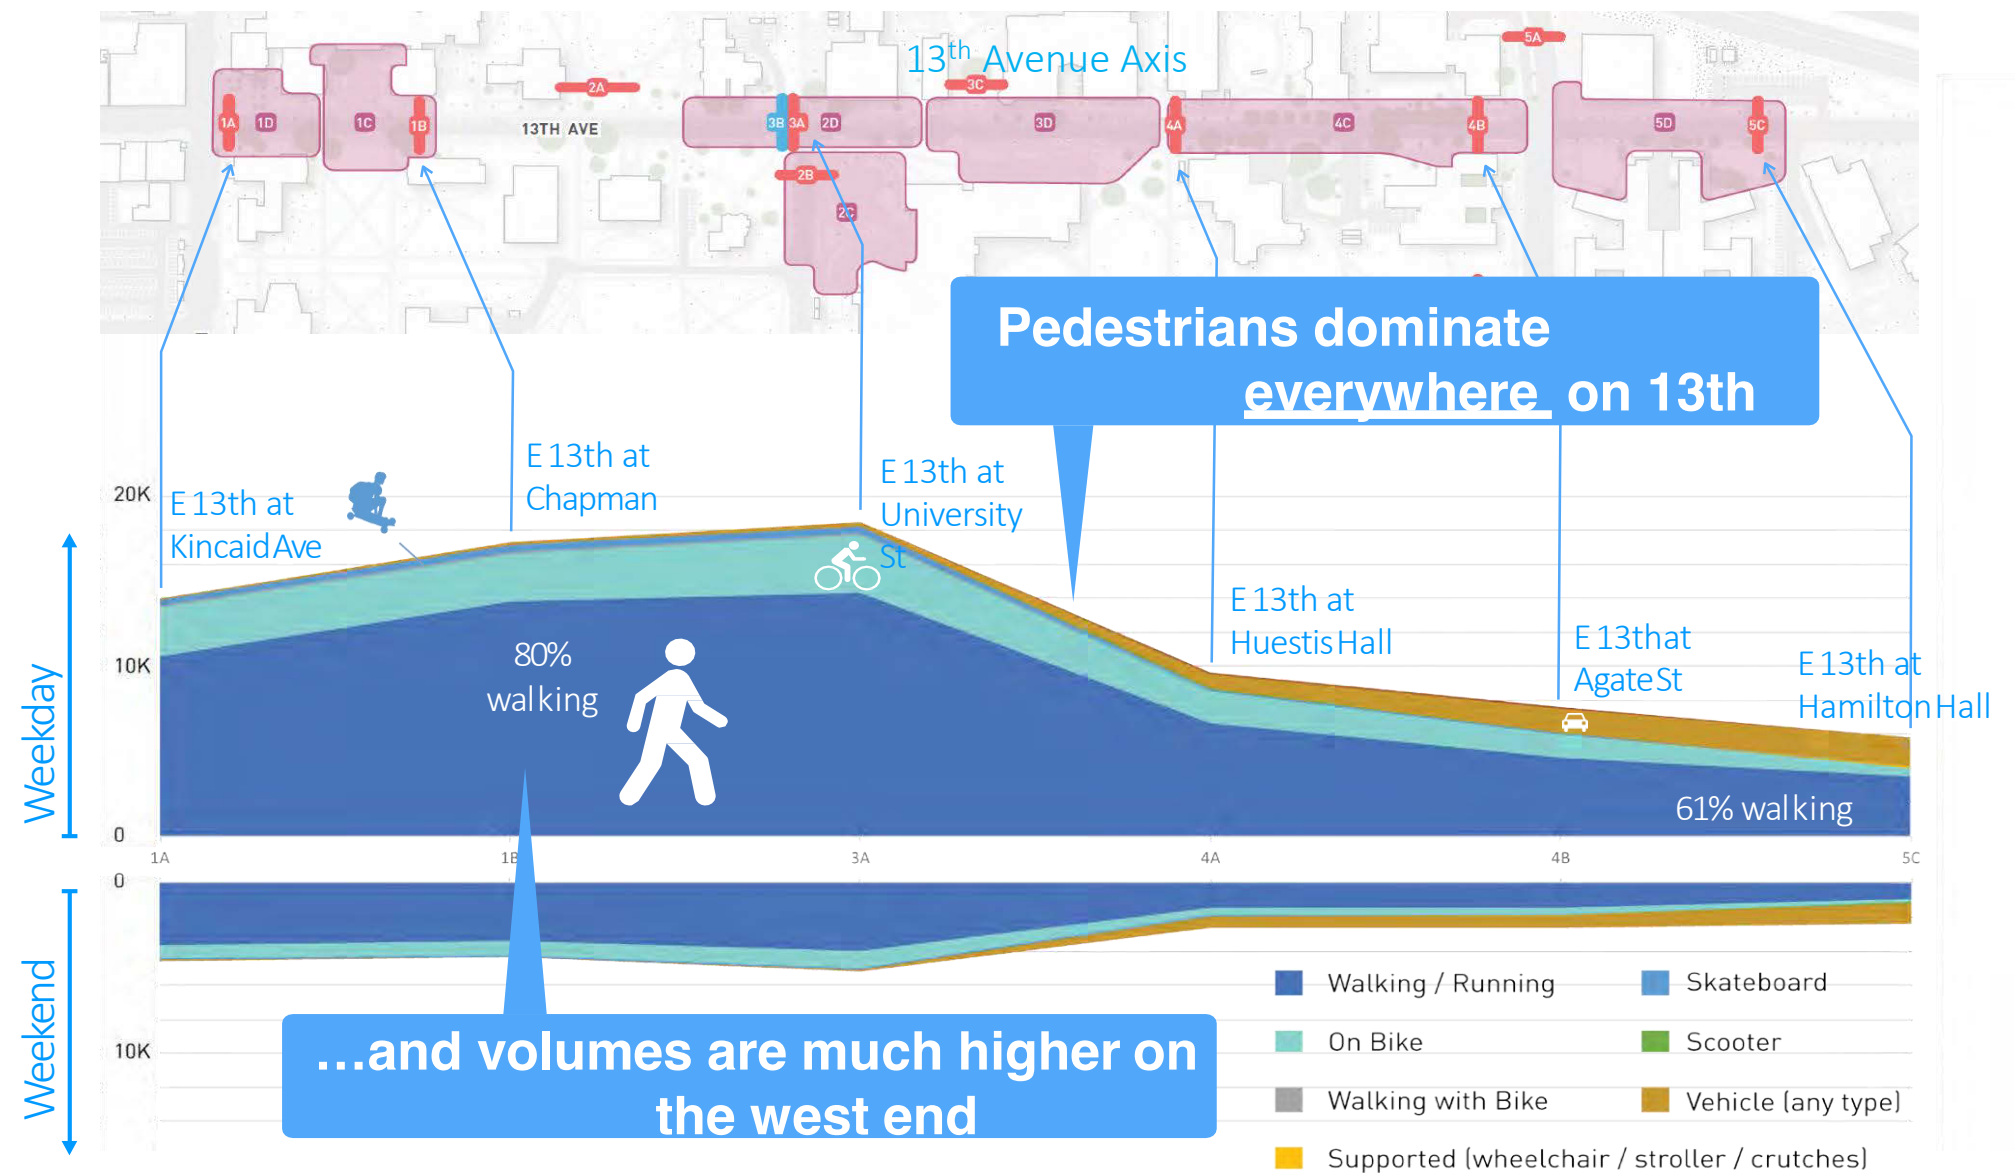 13th Avenue Axis
5A
2A
3C
1A
1D
1C
1B
13TH AVE
3B
3A
2D
3D
4A
4C
4B
5D
5C
2B
2C
Pedestrians dominate
everywhere on 13th
E 13th at
Chapman
E 13th at
University
St
20K
E 13th at
Kincaid Ave
E 13th at
Huestis Hall
E 13that
Agate St
E 13th at
Hamilton Hall
10K
80%
walking
61% walking
Weekday
0
1A
1B
3A
4A
4B
5C
0
Weekend
10K
…and volumes are much higher on
the west end
Walking / Running
Skateboard
On Bike
Scooter
Walking with Bike
Vehicle (any type)
Supported (wheelchair / stroller / crutches)